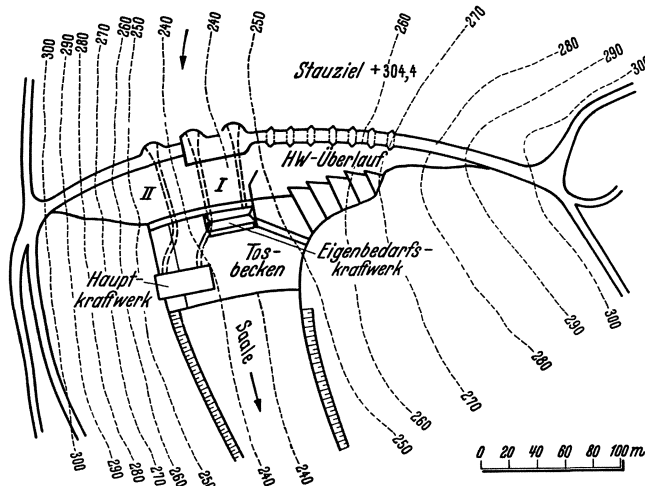 300
290
280
270
260
250
240
240
250
260
270
280
290
300
Stauziel +304,4
HW-Überlauf
II
I
Tos-
becken
Eigenbedarfs-
kraftwerk
Haupt-
kraftwerk
Saale
300
290
280
270
260
250
240
240
250
260
270
280
290
300
0 20 40 60 80 100 m